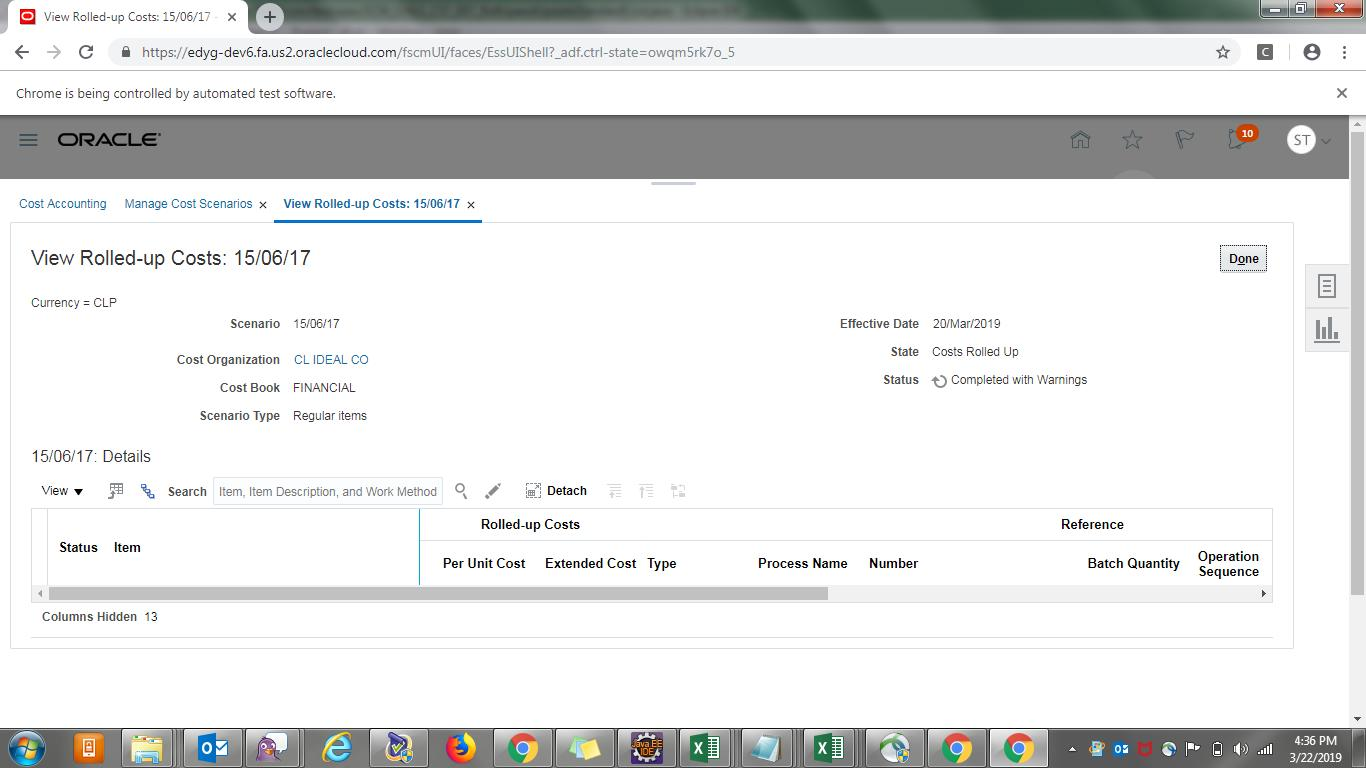 View Rolled-up Costs: 15/06/17 -
https://edyg-dev6.fa.us2.oraclecloud.com/fscmUI/faces/EssUIShell?_adf.ctrl-state=owqm5rk7o_5
C
Chrome is being controlled by automated test software.
ORACLE
10
ST
Cost Accounting Manage Cost Scenarios View Rolled-up Costs: 15/06/17
View Rolled-up Costs: 15/06/17
Done
Currency = CLP
Scenario 15/06/17
Effective Date 20/Mar/2019
Cost Organization CL IDEAL CO
State Costs Rolled Up
Cost Book FINANCIAL
Status Completed with Warnings
Scenario Type Regular items
15/06/17: Details
View Search Item, Item Description, and Work Method Detach
Rolled-up Costs Reference
Status Item Per Unit Cost Extended Cost Type Process Name Number Batch Quantity Operation Sequence
Columns Hidden 13
Java EE
IDE
4:36 PM
3/22/2019